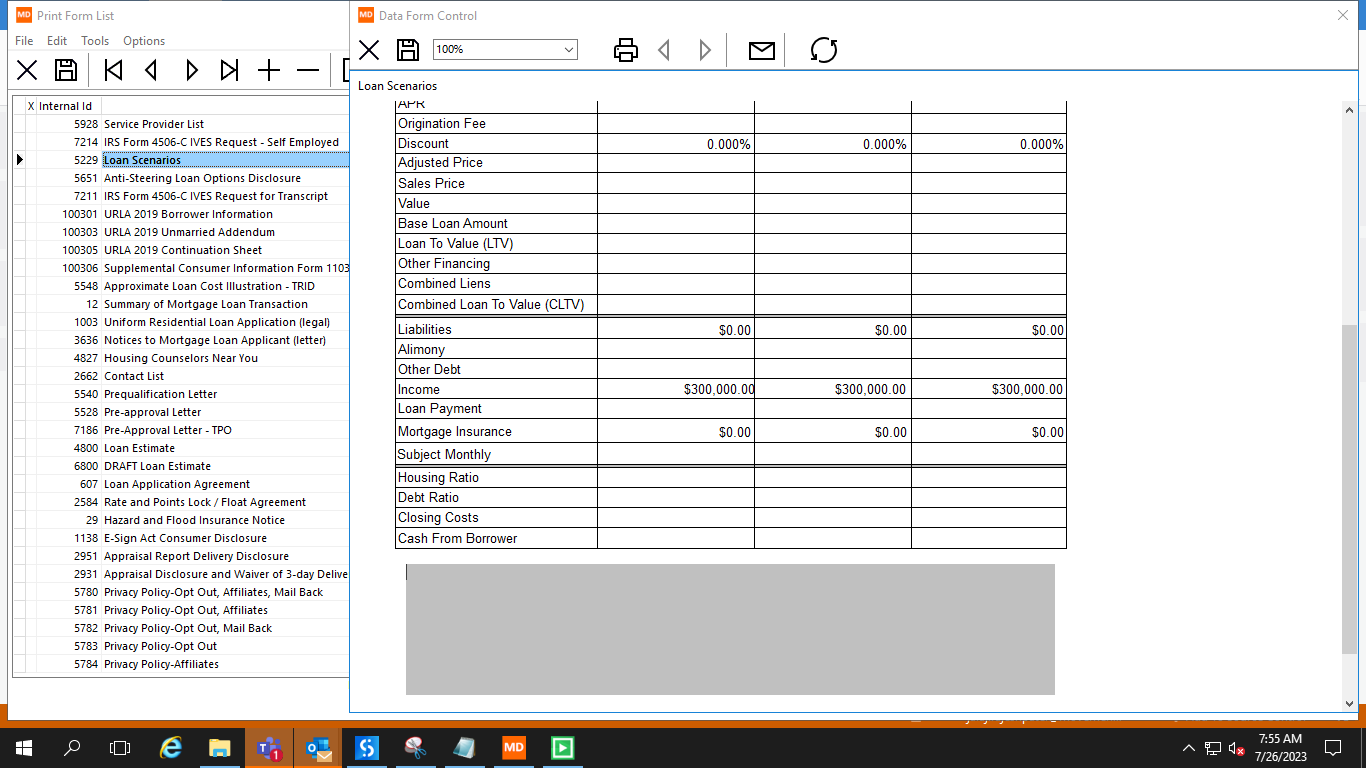 MD Print Form List
File Edit Tools Options
X Internal Id
5928 Service Provider List
7214 IRS Form 4506-C IVES Request - Self Employed
5229 Loan Scenarios
5651 Anti-Steering Loan Options Disclosure
7211 IRS Form 4506-C IVES Request for Transcript
100301 URLA 2019 Borrower Information
100303 URLA 2019 Unmarried Addendum
100305 URLA 2019 Continuation Sheet
100306 Supplemental Consumer Information Form 1103
5548 Approximate Loan Cost Illustration - TRID
12 Summary of Mortgage Loan Transaction
1003 Uniform Residential Loan Application (legal)
3636 Notices to Mortgage Loan Applicant (letter)
4827 Housing Counselors Near You
2662 Contact List
5540 Prequalification Letter
5528 Pre-approval Letter
7186 Pre-Approval Letter - TPO
4800 Loan Estimate
6800 DRAFT Loan Estimate
607 Loan Application Agreement
2584 Rate and Points Lock / Float Agreement
29 Hazard and Flood Insurance Notice
1138 E-Sign Act Consumer Disclosure
2951 Appraisal Report Delivery Disclosure
2931 Appraisal Disclosure and Waiver of 3-day Delive
5780 Privacy Policy-Opt Out, Affiliates, Mail Back
5781 Privacy Policy-Opt Out, Affiliates
5782 Privacy Policy-Opt Out, Mail Back
5783 Privacy Policy-Opt Out
5784 Privacy Policy-Affiliates
MD Data Form Control
100%
Loan Scenarios
APR
Origination Fee
Discount 0.000% 0.000% 0.000%
Adjusted Price
Sales Price
Value
Base Loan Amount
Loan To Value (LTV)
Other Financing
Combined Liens
Combined Loan To Value (CLTV)
Liabilities $0.00 $0.00 $0.00
Alimony
Other Debt
Income $300,000.00 $300,000.00 $300,000.00
Loan Payment
Mortgage Insurance $0.00 $0.00 $0.00
Subject Monthly
Housing Ratio
Debt Ratio
Closing Costs
Cash From Borrower
MD
1
7:55 AM
7/26/2023